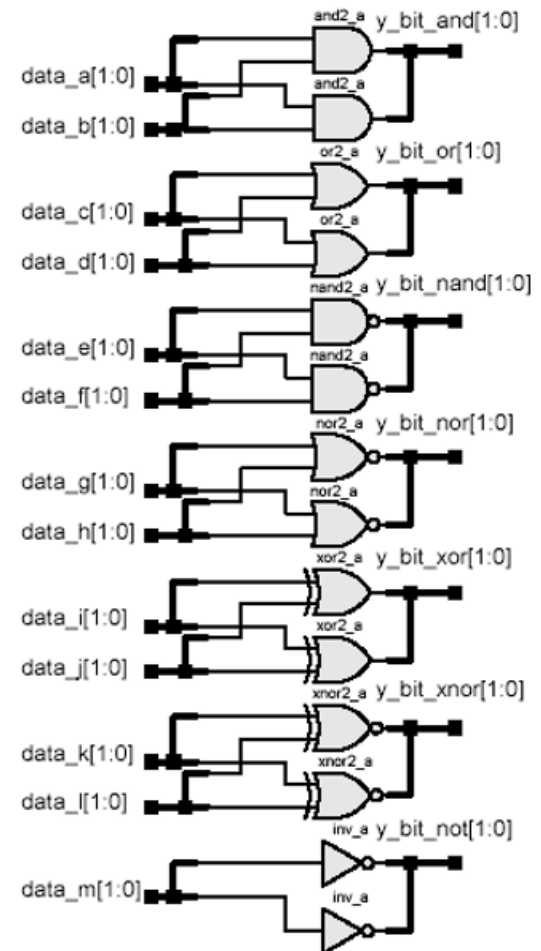 and2_a y_bit_and[1:0]
data_a[1:0]
and2_a
data_b[1:0]
or2_a y_bit_or[1:0]
data_c[1:0]
or2_a
data_d[1:0]
nand2_a y_bit_nand[1:0]
data_e[1:0]
nand2_a
data_f[1:0]
nor2_a y_bit_nor[1:0]
data_g[1:0]
nor2_a
data_h[1:0]
xor2_a y_bit_xor[1:0]
data_i[1:0]
xor2_a
data_j[1:0]
xnor2_a y_bit_xnor[1:0]
data_k[1:0]
xnor2_a
data_l[1:0]
inv_a y_bit_not[1:0]
data_m[1:0]
inv_a